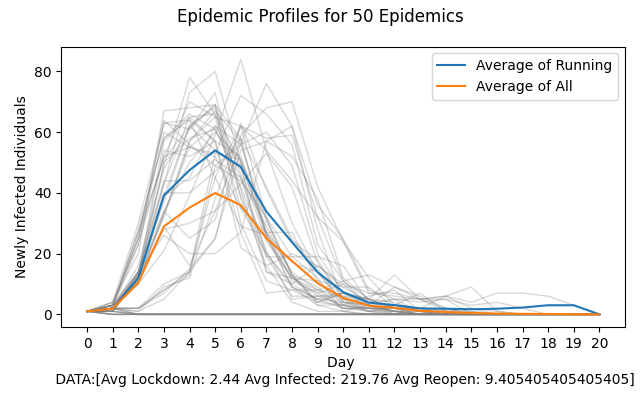 Epidemic Profiles for 50 Epidemics
Average of Running
Average of All
Newly Infected Individuals
80
60
40
20
0
0 1 2 3 4 5 6 7 8 9 10 11 12 13 14 15 16 17 18 19 20
Day
DATA:[Avg Lockdown: 2.44 Avg Infected: 219.76 Avg Reopen: 9.405405405405405]